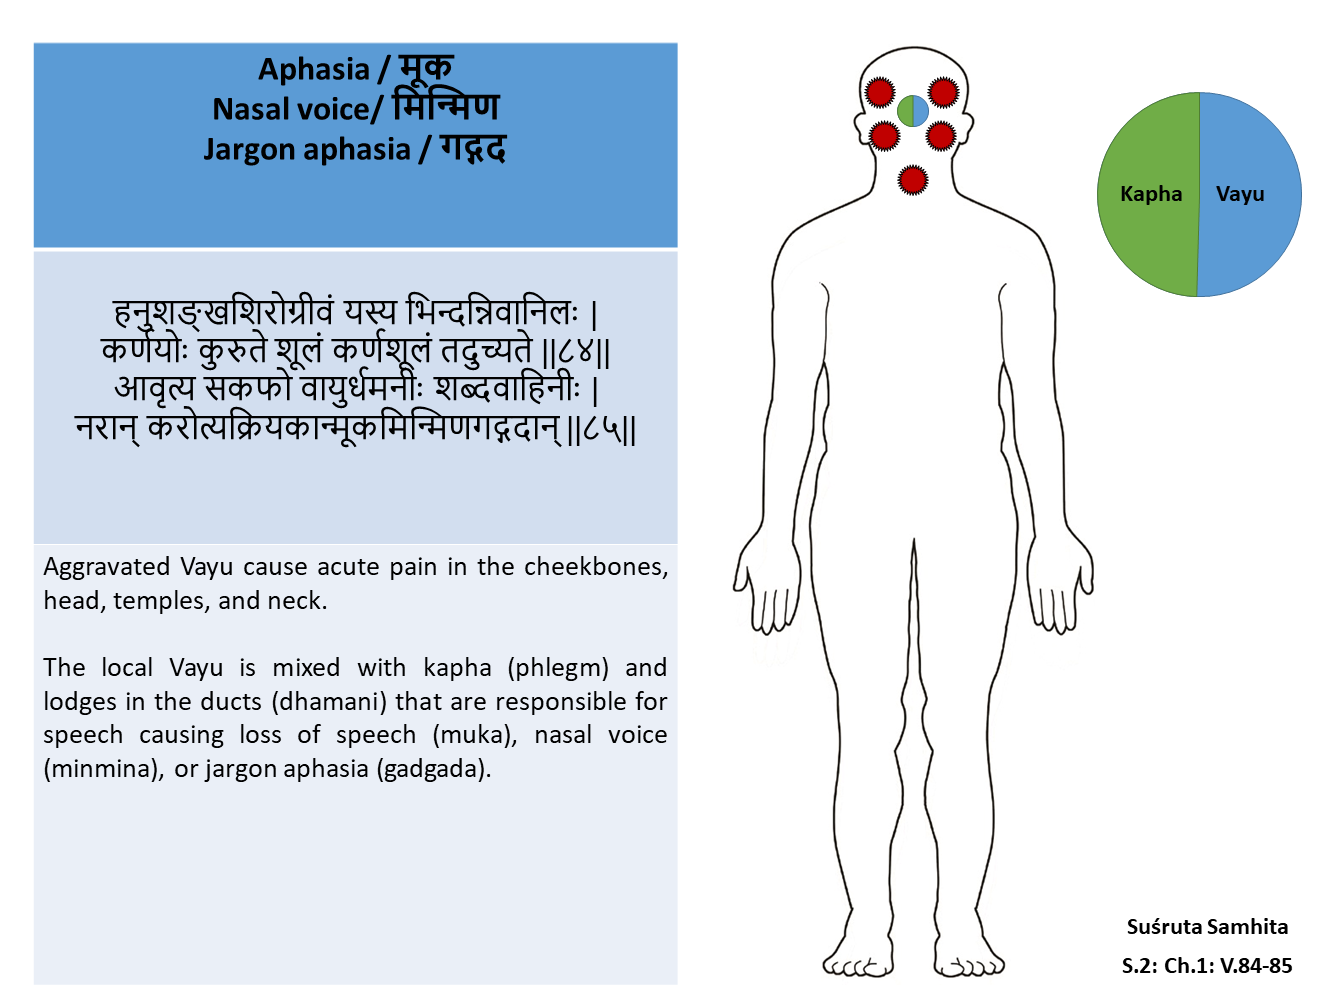 Aphasia / मूक
Nasal voice/ मिन्मिण
Jargon aphasia / गद्गद
हनुशङ्खशिरोग्रीवं यस्य भिन्दन्निवानिलः |
कर्णयोः कुरुते शूलं कर्णशूलं तदुच्यते ||८४||
आवृत्य सकफो वायुर्धमनीः शब्दवाहिनीः |
नरान् करोत्यक्रियकान्मूकमिन्मिणगद्गदान् ||८५||
Aggravated Vayu cause acute pain in the cheekbones,
head, temples, and neck.
The local Vayu is mixed with kapha (phlegm) and
lodges in the ducts (dhamani) that are responsible for
speech causing loss of speech (muka), nasal voice
(minmina), or jargon aphasia (gadgada).
Kapha Vayu
Suśruta Samhita
S.2: Ch.1: V.84-85